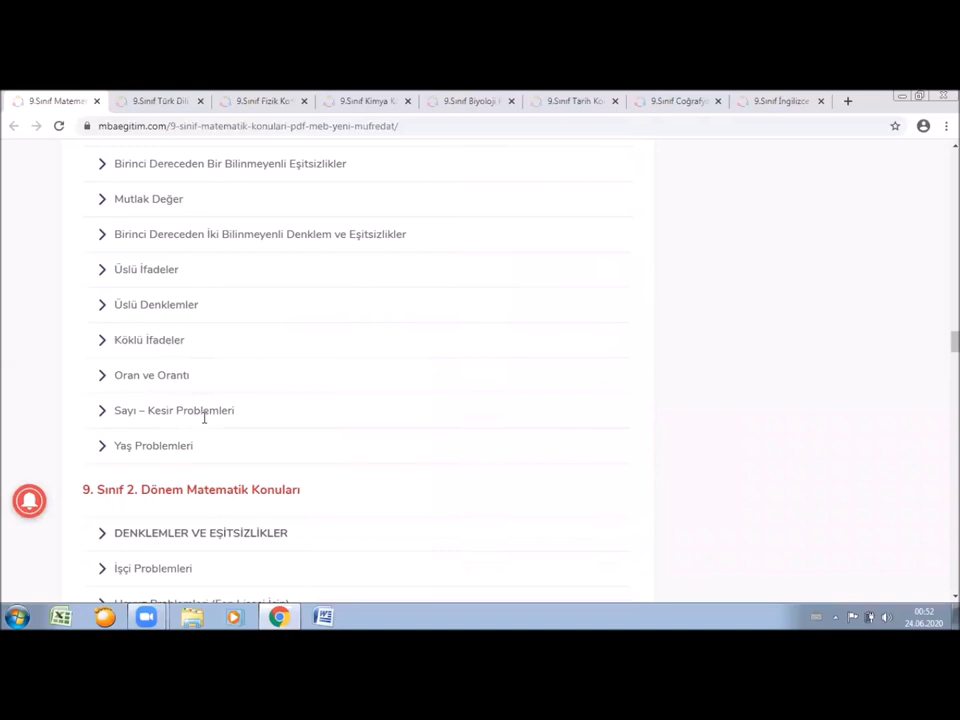 9.Sınıf Matemat
9.Sınıf Türk Dili
9.Sınıf Fizik Ko
9.Sınıf Kimya K
9.Sınıf Biyoloji
9.Sınıf Tarih Ko
9.Sınıf Coğrafy
9.Sınıf İngilizce
mbaegitim.com/9-sinif-matematik-konulari-pdf-meb-yeni-mufredat/
Birinci Dereceden Bir Bilinmeyenli Eşitsizlikler
Mutlak Değer
Birinci Dereceden İki Bilinmeyenli Denklem ve Eşitsizlikler
Üslü İfadeler
Üslü Denklemler
Köklü İfadeler
Oran ve Orantı
Sayı – Kesir Problemleri
Yaş Problemleri
9. Sınıf 2. Dönem Matematik Konuları
DENKLEMLER VE EŞİTSİZLİKLER
İşçi Problemleri
00:52
24.06.2020